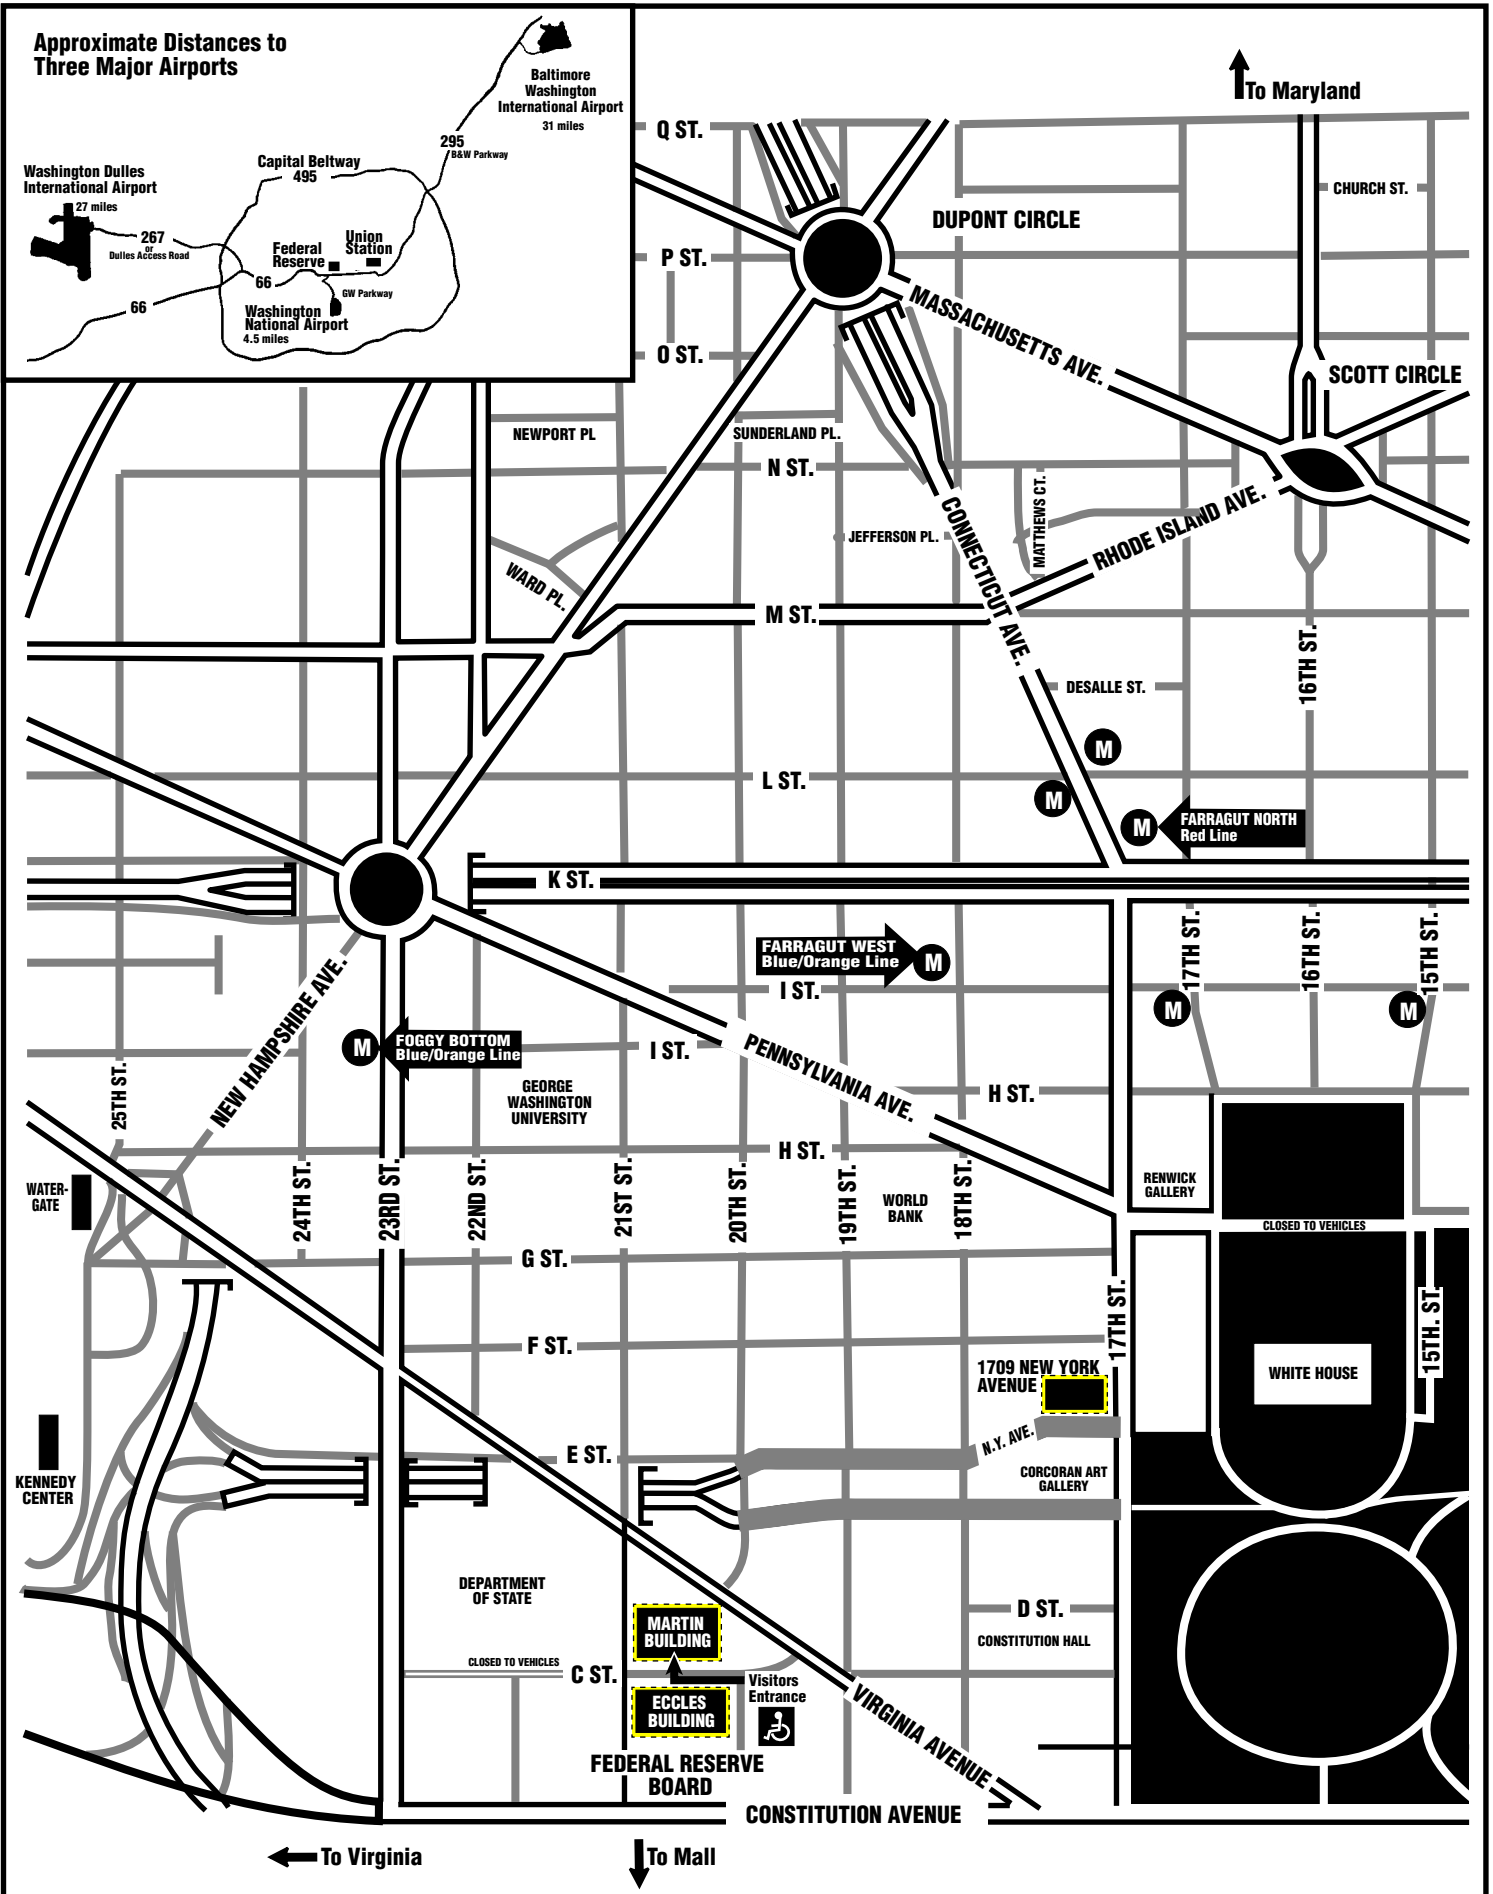 Approximate Distances to
Three Major Airports
Baltimore
Washington
International Airport
31 miles
295
B&W Parkway
Capital Beltway
495
Washington Dulles
International Airport
27 miles
267
or
Dulles Access Road
Federal
Reserve
Union
Station
66
GW Parkway
66
Washington
National Airport
4.5 miles
To Maryland
Q ST.
CHURCH ST.
DUPONT CIRCLE
P ST.
MASSACHUSETTS AVE.
O ST.
SCOTT CIRCLE
NEWPORT PL
SUNDERLAND PL.
N ST.
CONNECTICUT AVE.
MATTHEWS CT.
RHODE ISLAND AVE.
JEFFERSON PL.
WARD PL.
M ST.
16TH ST.
DESALLE ST.
M
L ST.
M
M
FARRAGUT NORTH
Red Line
K ST.
FARRAGUT WEST
Blue/Orange Line
M
17TH ST.
16TH ST.
15TH ST.
I ST.
M
M
NEW HAMPSHIRE AVE.
M
FOGGY BOTTOM
Blue/Orange Line
I ST.
PENNSYLVANIA AVE.
25TH ST.
GEORGE
WASHINGTON
UNIVERSITY
H ST.
H ST.
WATER-
GATE
24TH ST.
23RD ST.
22ND ST.
21ST ST.
20TH ST.
19TH ST.
WORLD
BANK
18TH ST.
RENWICK
GALLERY
CLOSED TO VEHICLES
G ST.
17TH ST.
15TH. ST.
F ST.
1709 NEW YORK
AVENUE
WHITE HOUSE
N.Y. AVE.
E ST.
KENNEDY
CENTER
CORCORAN ART
GALLERY
DEPARTMENT
OF STATE
D ST.
MARTIN
BUILDING
CONSTITUTION HALL
CLOSED TO VEHICLES
C ST.
Visitors
Entrance
ECCLES
BUILDING
VIRGINIA AVENUE
FEDERAL RESERVE
BOARD
CONSTITUTION AVENUE
To Virginia
To Mall